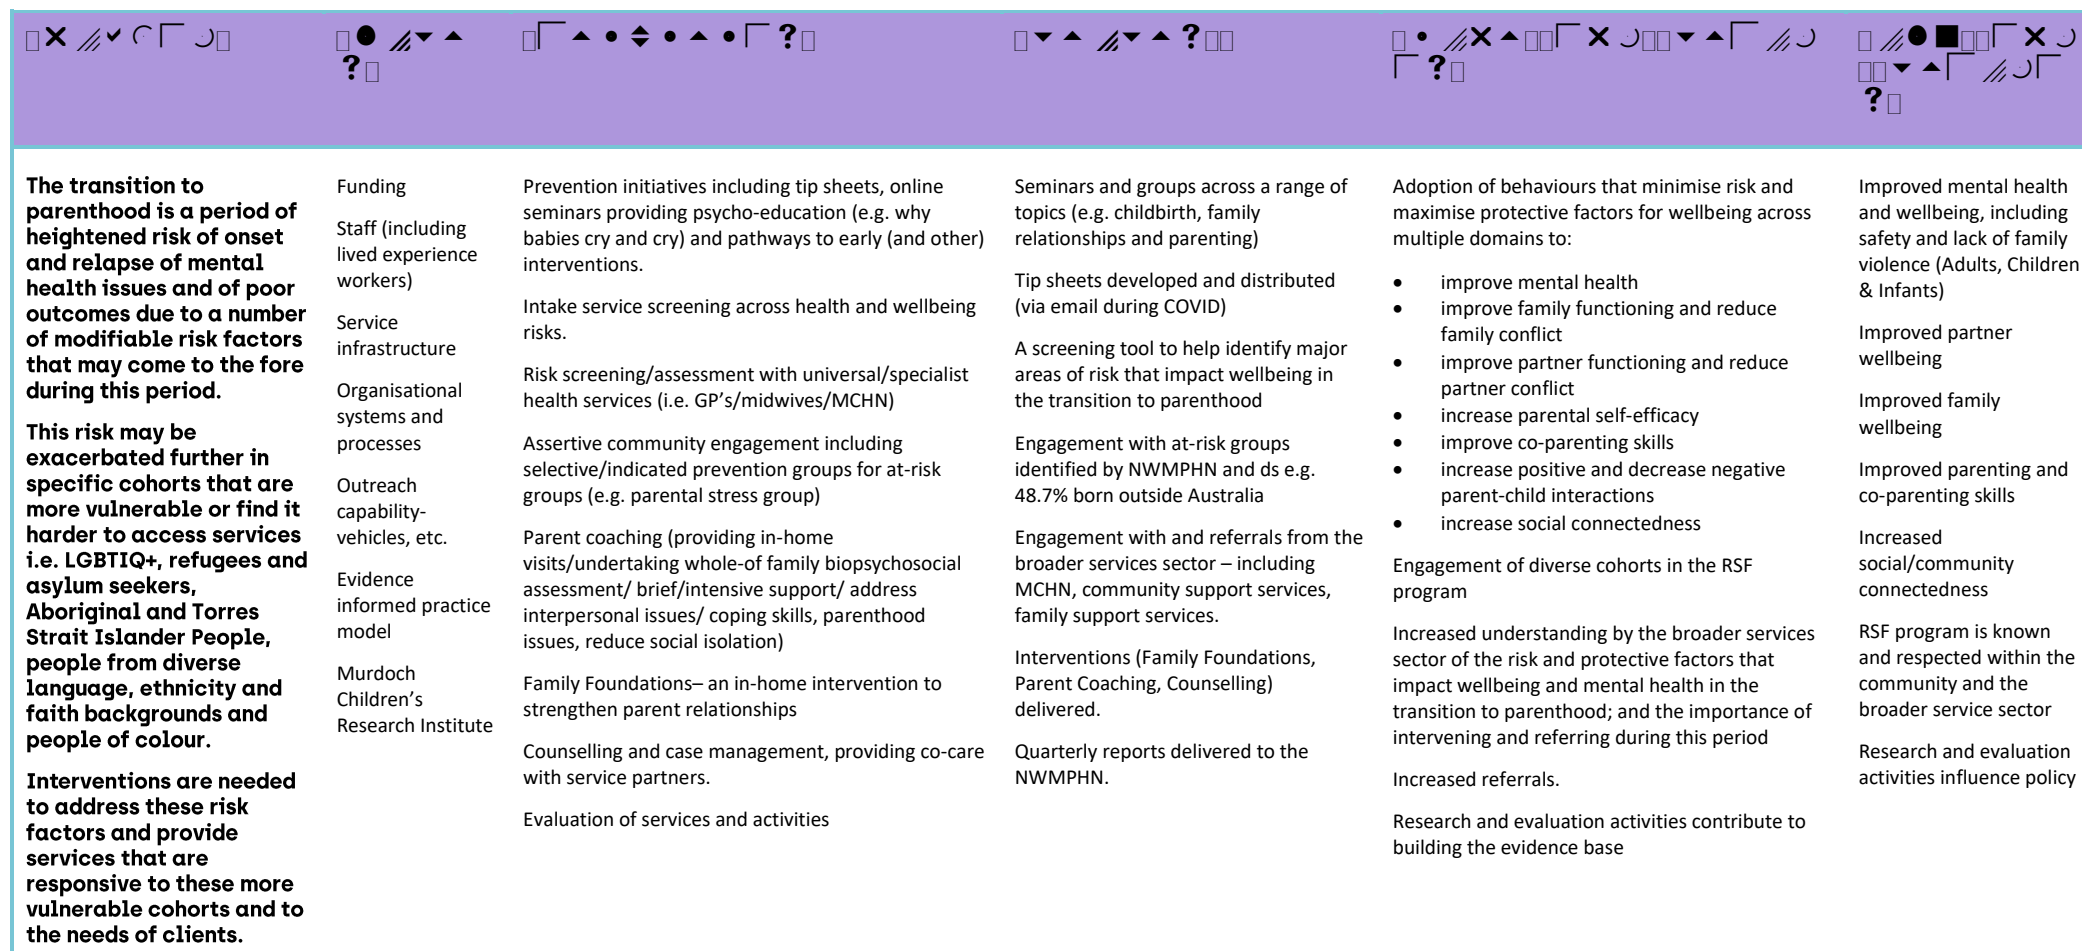 The transition to
parenthood is a period of
heightened risk of onset
and relapse of mental
health issues and of poor
outcomes due to a number
of modifiable risk factors
that may come to the fore
during this period.
This risk may be
exacerbated further in
specific cohorts that are
more vulnerable or find it
harder to access services
i.e. LGBTIQ+, refugees and
asylum seekers,
Aboriginal and Torres
Strait Islander People,
people from diverse
language, ethnicity and
faith backgrounds and
people of colour.
Interventions are needed
to address these risk
factors and provide
services that are
responsive to these more
vulnerable cohorts and to
the needs of clients.
Funding
Staff (including
lived experience
workers)
Service
infrastructure
Organisational
systems and
processes
Outreach
capability-
vehicles, etc.
Evidence
informed practice
model
Murdoch
Children's
Research Institute
Prevention initiatives including tip sheets, online
seminars providing psycho-education (e.g. why
babies cry and cry) and pathways to early (and other)
interventions.
Intake service screening across health and wellbeing
risks.
Risk screening/assessment with universal/specialist
health services (i.e. GP's/midwives/MCHN)
Assertive community engagement including
selective/indicated prevention groups for at-risk
groups (e.g. parental stress group)
Parent coaching (providing in-home
visits/undertaking whole-of family biopsychosocial
assessment/ brief/intensive support/ address
interpersonal issues/ coping skills, parenthood
issues, reduce social isolation)
Family Foundations– an in-home intervention to
strengthen parent relationships
Counselling and case management, providing co-care
with service partners.
Evaluation of services and activities
Seminars and groups across a range of
topics (e.g. childbirth, family
relationships and parenting)
Tip sheets developed and distributed
(via email during COVID)
A screening tool to help identify major
areas of risk that impact wellbeing in
the transition to parenthood
Engagement with at-risk groups
identified by NWMPHN and ds e.g.
48.7% born outside Australia
Engagement with and referrals from the
broader services sector – including
MCHN, community support services,
family support services.
Interventions (Family Foundations,
Parent Coaching, Counselling)
delivered.
Quarterly reports delivered to the
NWMPHN.
Adoption of behaviours that minimise risk and
maximise protective factors for wellbeing across
multiple domains to:
• improve mental health
• improve family functioning and reduce
family conflict
• improve partner functioning and reduce
partner conflict
• increase parental self-efficacy
• improve co-parenting skills
• increase positive and decrease negative
parent-child interactions
• increase social connectedness
Engagement of diverse cohorts in the RSF
program
Increased understanding by the broader services
sector of the risk and protective factors that
impact wellbeing and mental health in the
transition to parenthood; and the importance of
intervening and referring during this period
Increased referrals.
Research and evaluation activities contribute to
building the evidence base
Improved mental health
and wellbeing, including
safety and lack of family
violence (Adults, Children
& Infants)
Improved partner
wellbeing
Improved family
wellbeing
Improved parenting and
co-parenting skills
Increased
social/community
connectedness
RSF program is known
and respected within the
community and the
broader service sector
Research and evaluation
activities influence policy